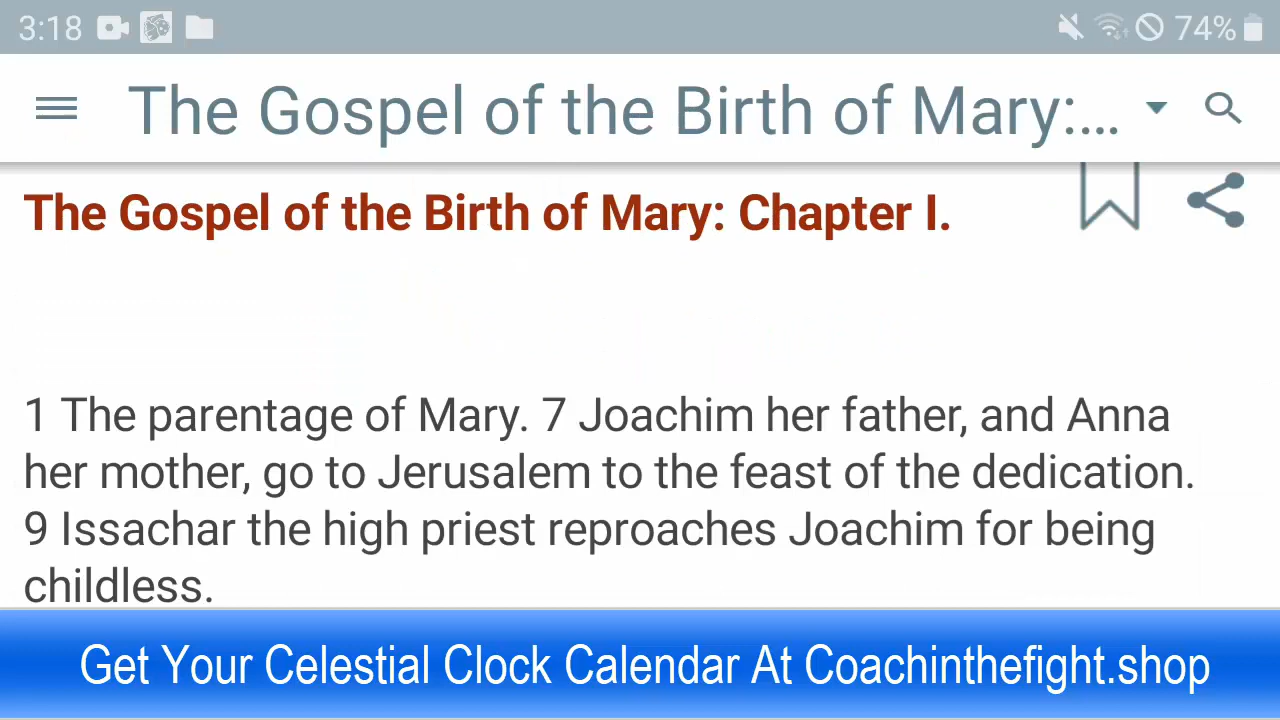 3:18 74%
The Gospel of the Birth of Mary:...
The Gospel of the Birth of Mary: Chapter I.
1 The parentage of Mary. 7 Joachim her father, and Anna
her mother, go to Jerusalem to the feast of the dedication.
9 Issachar the high priest reproaches Joachim for being
childless.
Get Your Celestial Clock Calendar At Coachinthefight.shop